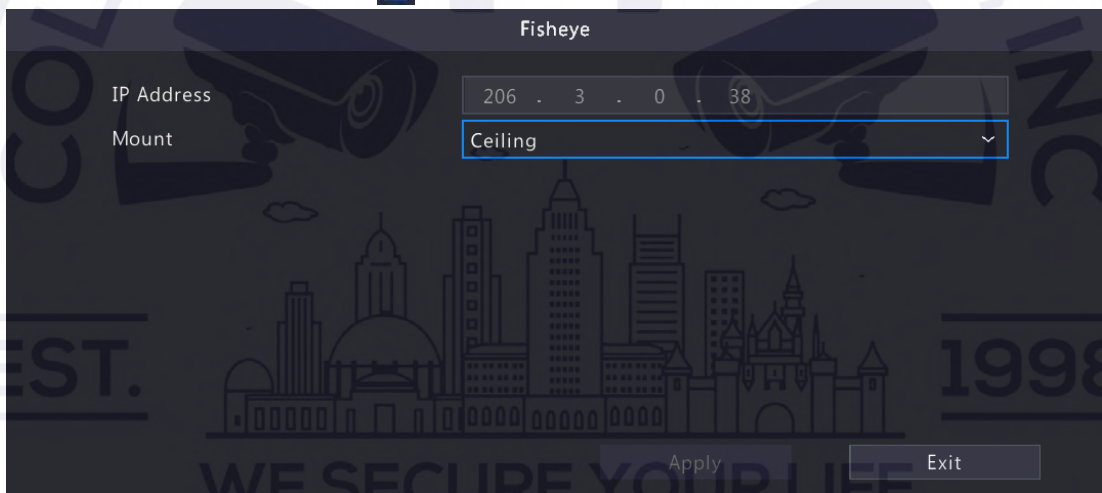 Fisheye
IP Address 206 . 3 . 0 . 38
Mount Ceiling
EST. 1998
Apply Exit
WE SECURE YOUR LIFE